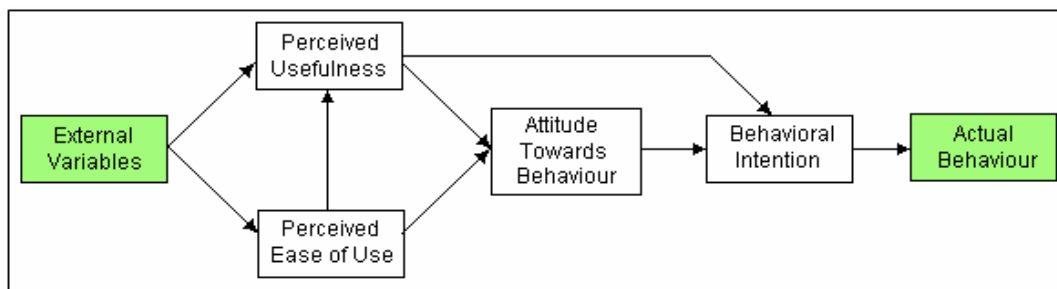 Perceived
Usefulness
External
Variables
Attitude
Towards
Behaviour
Behavioral
Intention
Actual
Behaviour
Perceived
Ease of Use